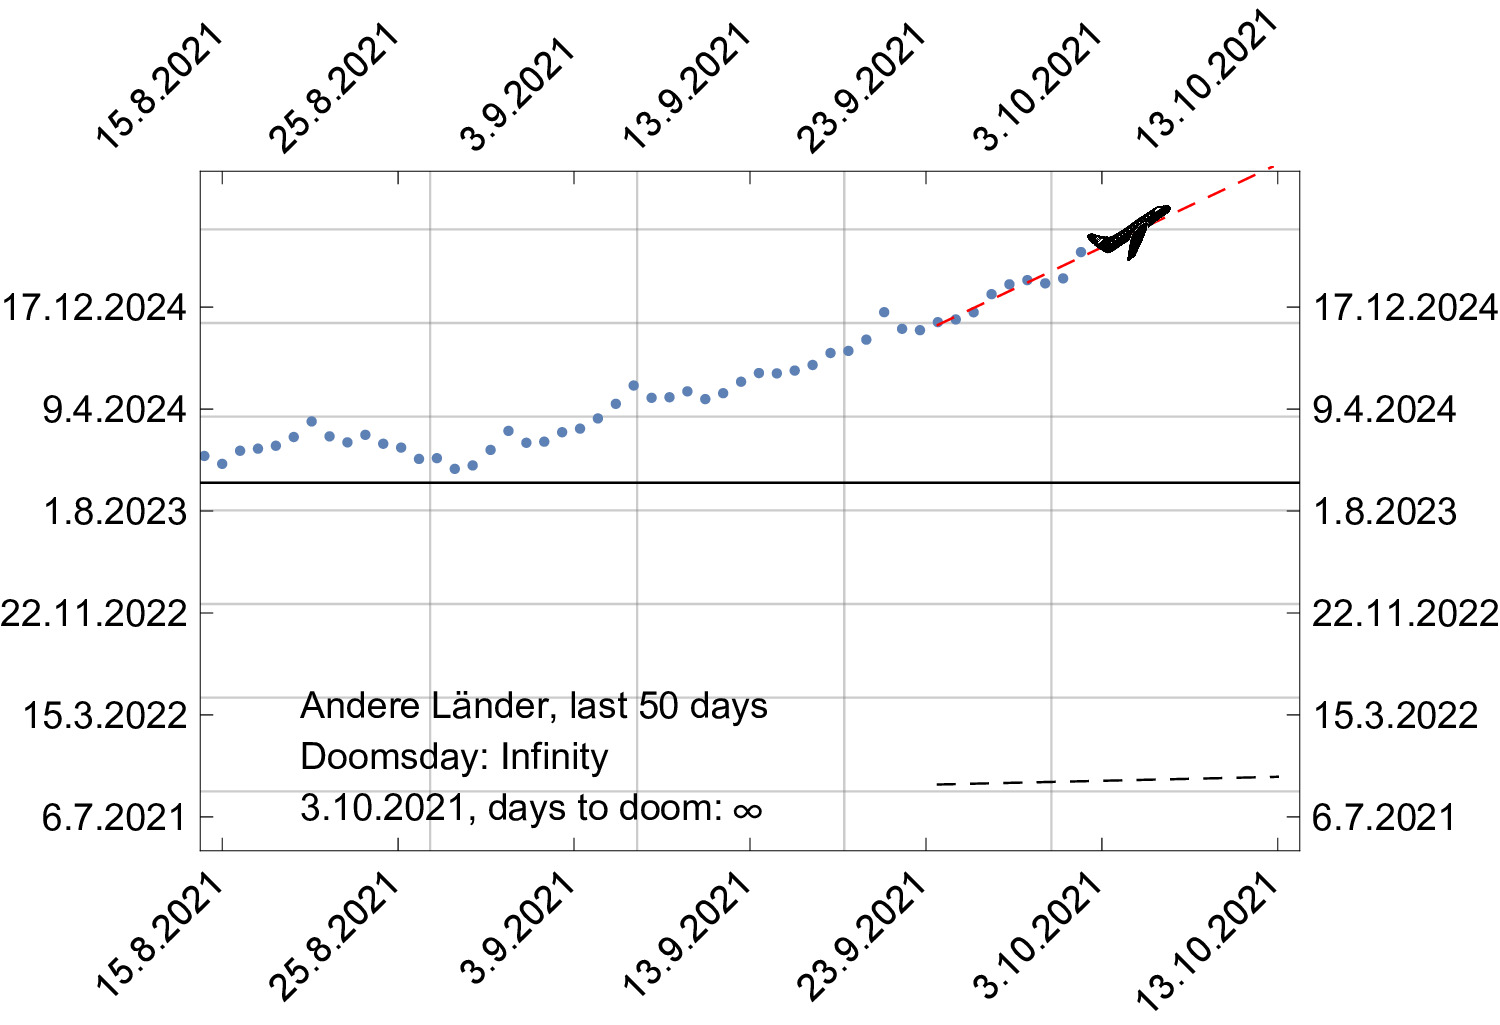 15.8.2021 25.8.2021 3.9.2021 13.9.2021 23.9.2021 3.10.2021 13.10.2021
17.12.2024 17.12.2024
9.4.2024 9.4.2024
1.8.2023 1.8.2023
22.11.2022 22.11.2022
Andere Länder, last 50 days
15.3.2022 15.3.2022
Doomsday: Infinity
3.10.2021, days to doom: ∞
6.7.2021 6.7.2021
15.8.2021 25.8.2021 3.9.2021 13.9.2021 23.9.2021 3.10.2021 13.10.2021